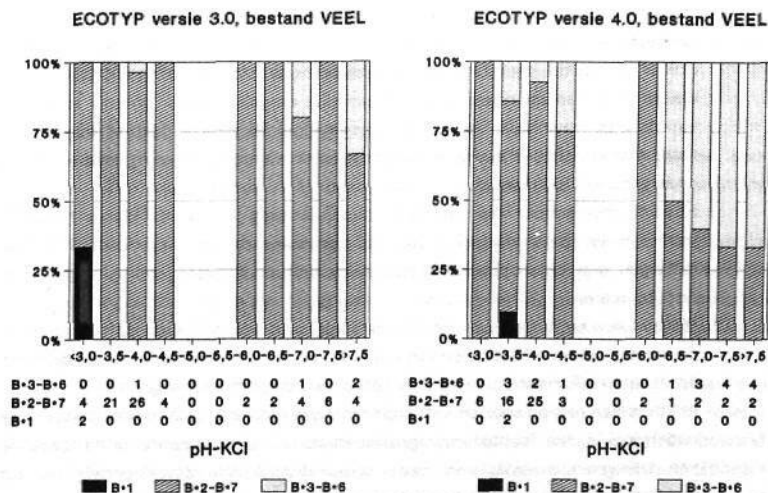 ECOTYP versie 3.0, bestand VEEL
100%
75%
50%
25%
0%
<3,0 -3,5 -4,0 -4,5 -5,0 -5,5 -6,0 -6,5 -7,0 -7,5 >7,5
B•3-B•6 0 0 1 0 0 0 0 0 1 0 2
B•2-B•7 4 21 26 4 0 0 2 2 4 6 4
B•1 2 0 0 0 0 0 0 0 0 0 0
pH-KCl
B•1 B•2-B•7 B•3-B•6
ECOTYP versie 4.0, bestand VEEL
100%
75%
50%
25%
0%
<3,0 -3,5 -4,0 -4,5 -5,0 -5,5 -6,0 -6,5 -7,0 -7,5 >7,5
B•3-B•6 0 3 2 1 0 0 0 1 3 4 4
B•2-B•7 6 16 25 3 0 0 2 1 2 2 2
B•1 0 2 0 0 0 0 0 0 0 0 0
pH-KCl
B•1 B•2-B•7 B•3-B•6